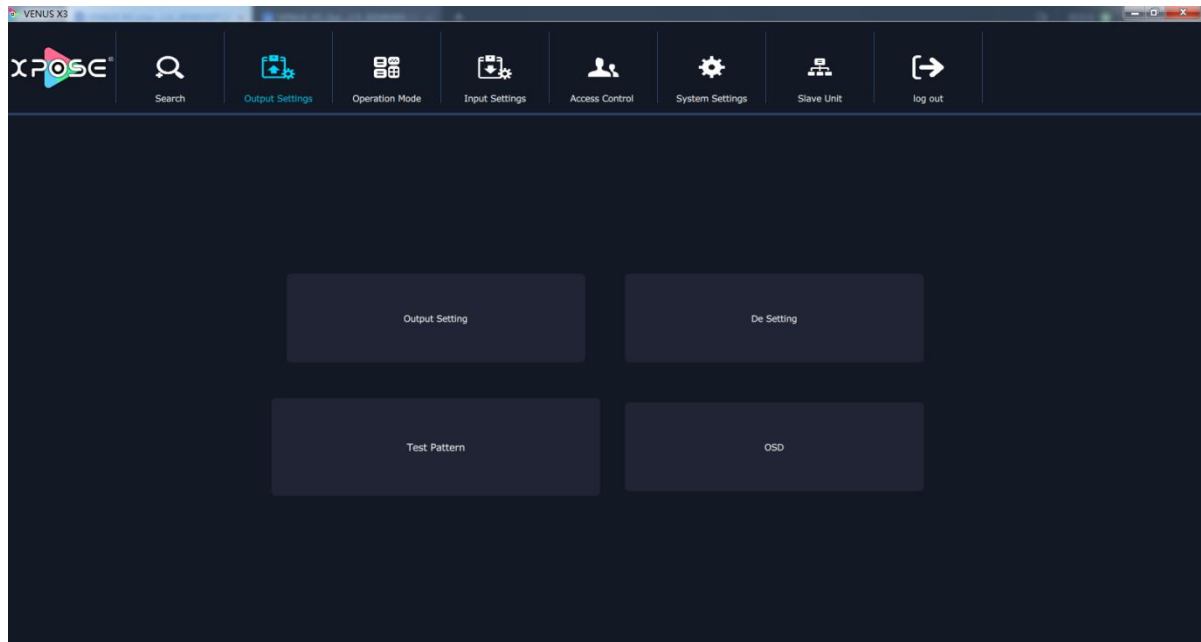 VENUS X3
XPOSE®
Search
Output Settings
Operation Mode
Input Settings
Access Control
System Settings
Slave Unit
log out
Output Setting
De Setting
Test Pattern
OSD